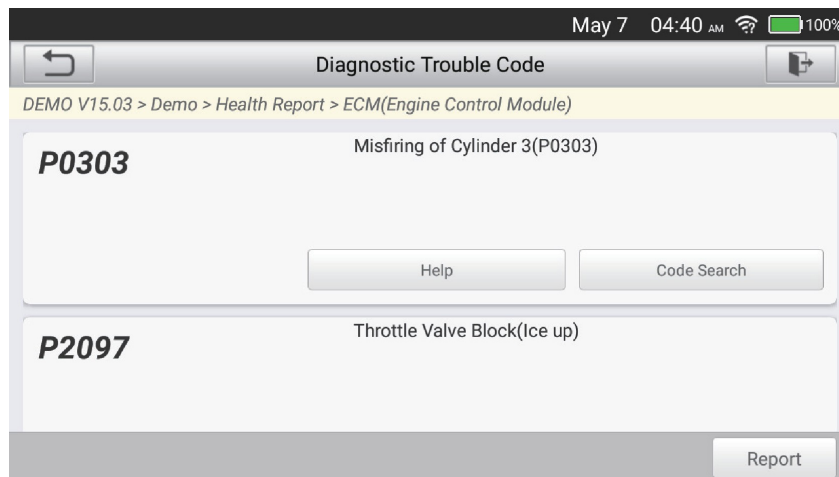 May 7 04:40 AM 100%
Diagnostic Trouble Code
DEMO V15.03 > Demo > Health Report > ECM(Engine Control Module)
P0303
Misfiring of Cylinder 3(P0303)
Help
Code Search
P2097
Throttle Valve Block(Ice up)
Report